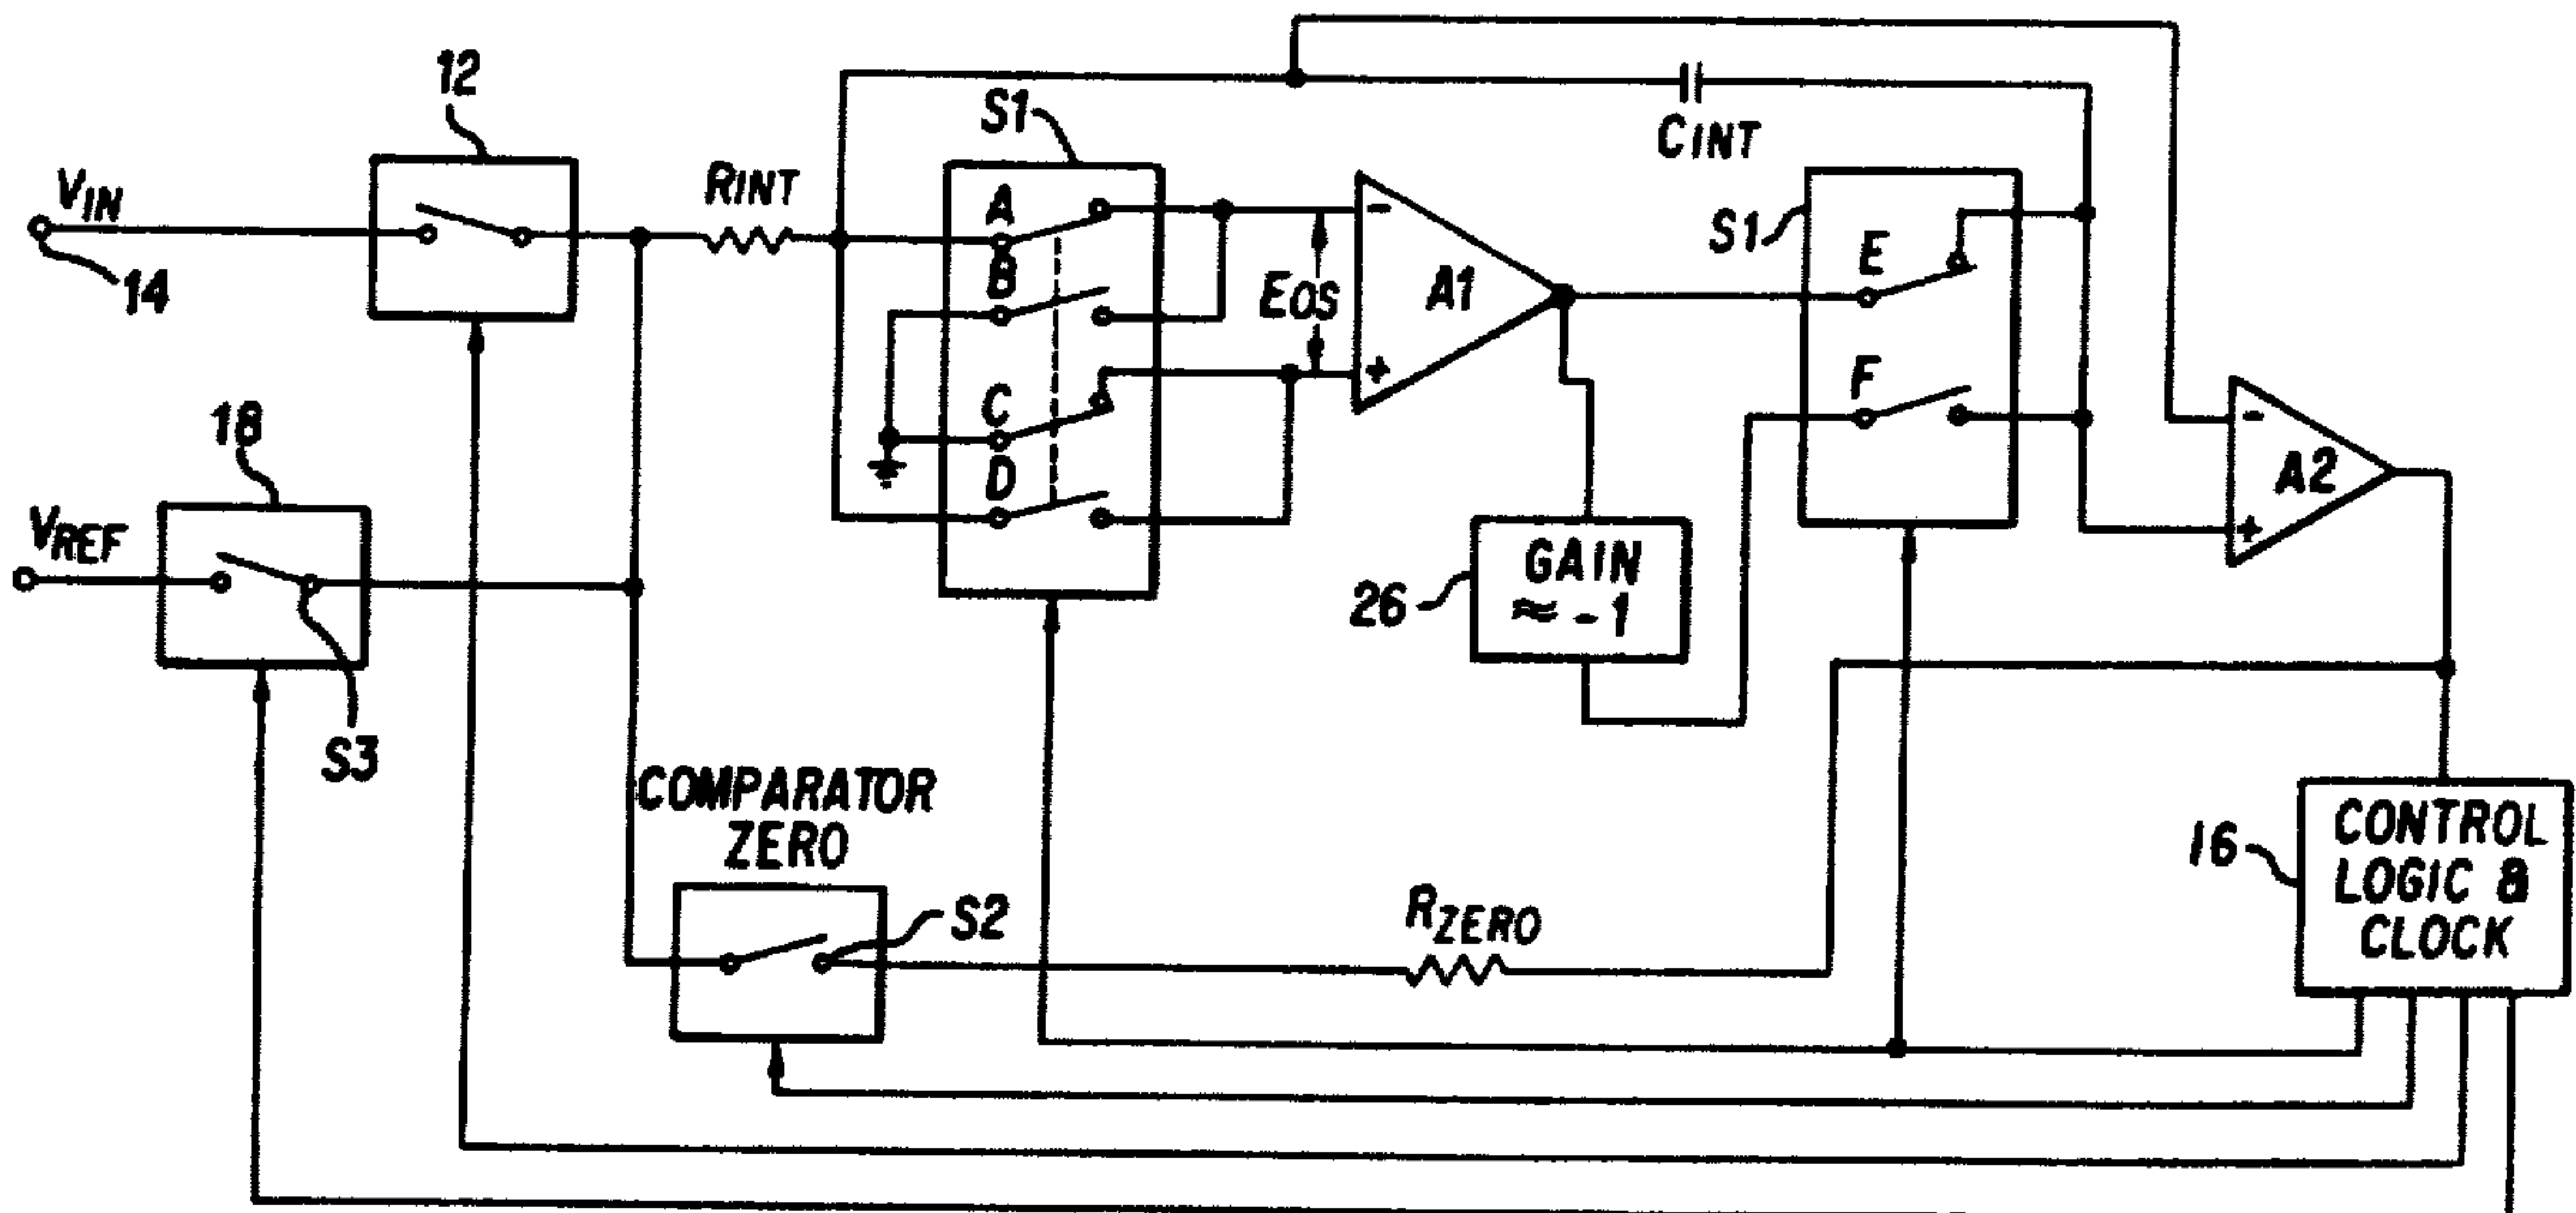 12
S1
CINT
VIN
RINT
A
S1
14
B
EOS
A1
E
18
C
F
D
A2
VREF
GAIN
≈ -1
26
S3
COMPARATOR
ZERO
S2
RZERO
16
CONTROL
LOGIC &
CLOCK
-
+
-
+